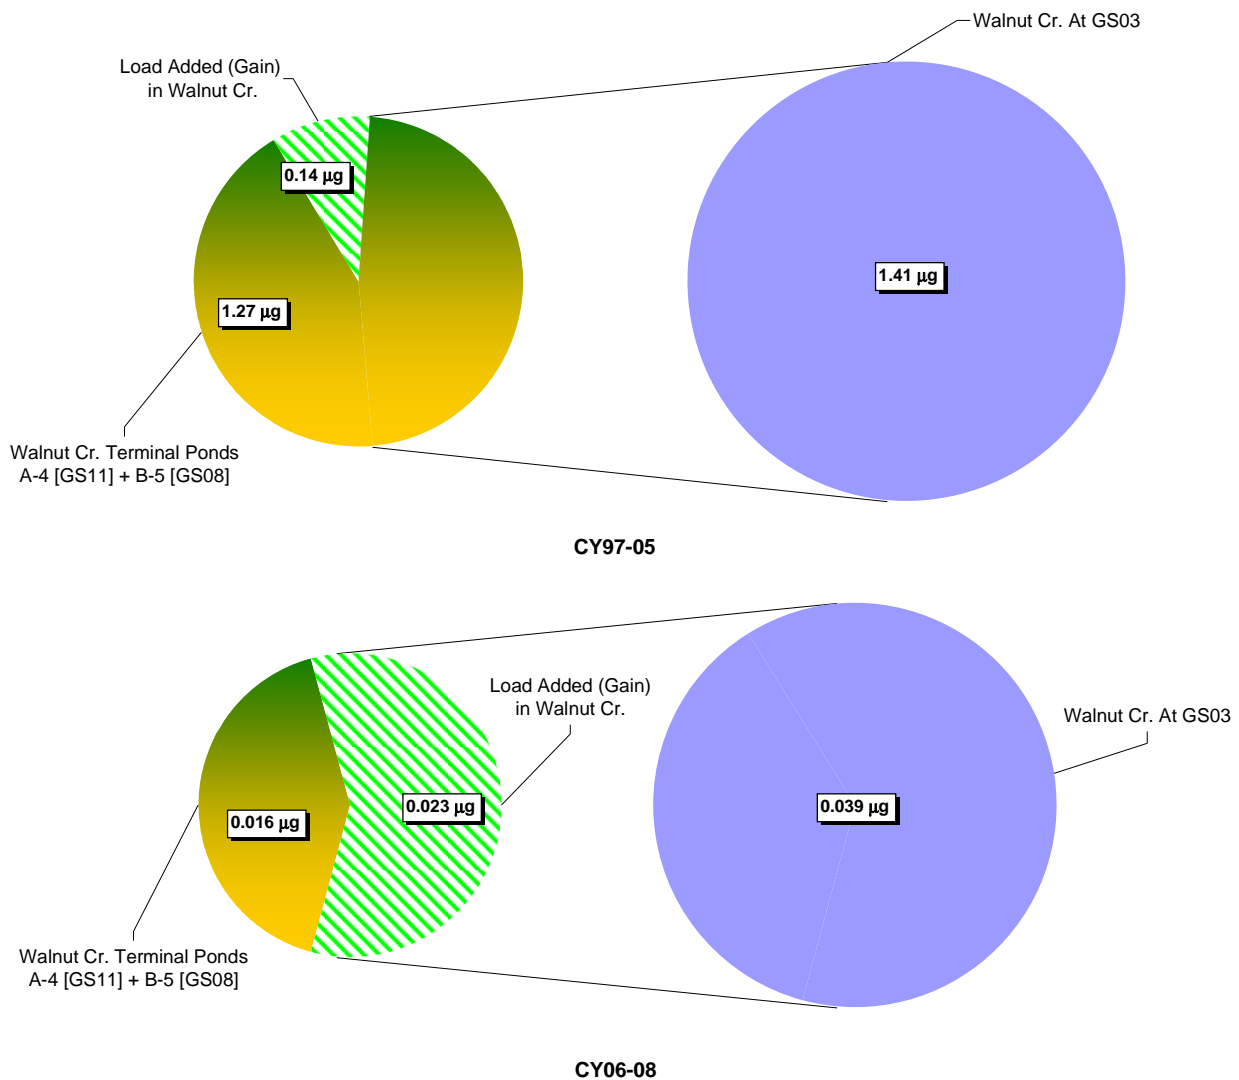 Walnut Cr. At GS03
Load Added (Gain)
in Walnut Cr.
0.14 µg
1.41 µg
1.27 µg
Walnut Cr. Terminal Ponds
A-4 [GS11] + B-5 [GS08]
CY97-05
Load Added (Gain)
in Walnut Cr.
Walnut Cr. At GS03
0.023 µg
0.039 µg
0.016 µg
Walnut Cr. Terminal Ponds
A-4 [GS11] + B-5 [GS08]
CY06-08